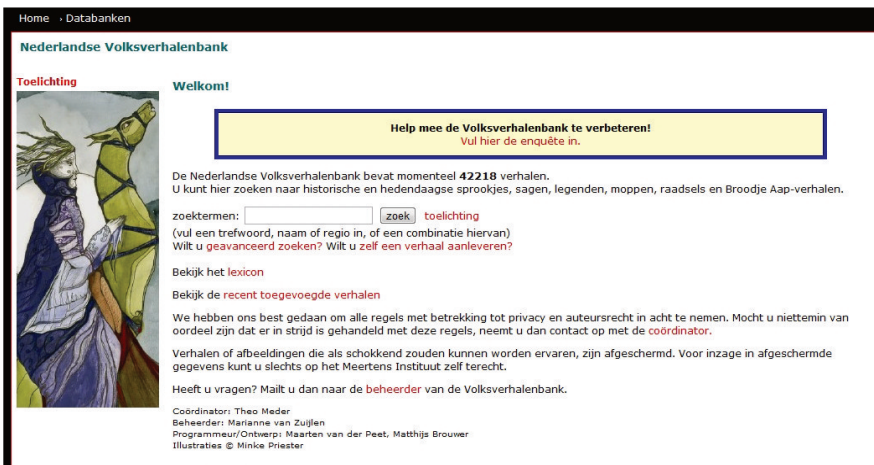 Home › Databanken
Nederlandse Volksverhalenbank
Toelichting
Welkom!
Help mee de Volksverhalenbank te verbeteren!
Vul hier de enquête in.
De Nederlandse Volksverhalenbank bevat momenteel 42218 verhalen.
U kunt hier zoeken naar historische en hedendaagse sprookjes, sagen, legenden, moppen, raadsels en Broodje Aap-verhalen.
zoektermen: zoek toelichting
(vul een trefwoord, naam of regio in, of een combinatie hiervan)
Wilt u geavanceerd zoeken? Wilt u zelf een verhaal aanleveren?
Bekijk het lexicon
Bekijk de recent toegevoegde verhalen
We hebben ons best gedaan om alle regels met betrekking tot privacy en auteursrecht in acht te nemen. Mocht u niettemin van
oordeel zijn dat er in strijd is gehandeld met deze regels, neemt u dan contact op met de coördinator.
Verhalen of afbeeldingen die als schokkend zouden kunnen worden ervaren, zijn afgeschermd. Voor inzage in afgeschermde
gegevens kunt u slechts op het Meertens Instituut zelf terecht.
Heeft u vragen? Mailt u dan naar de beheerder van de Volksverhalenbank.
Coördinator: Theo Meder
Beheerder: Marianne van Zuijlen
Programmeur/Ontwerp: Maarten van der Peet, Matthijs Brouwer
Illustraties © Minke Priester